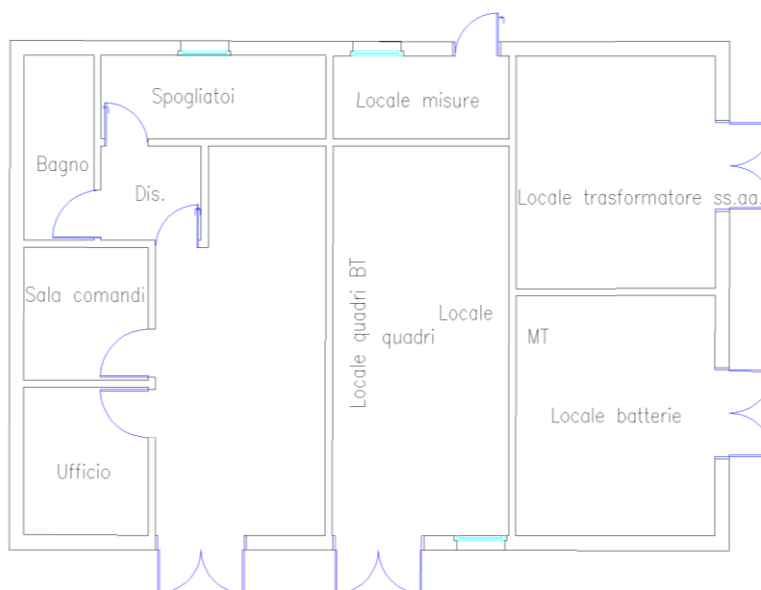 Spogliatoi
Locale misure
Bagno
Dis.
Locale trasformatore ss.aa.
Sala comandi
Locale quadri BT
Locale
quadri
MT
Locale batterie
Ufficio